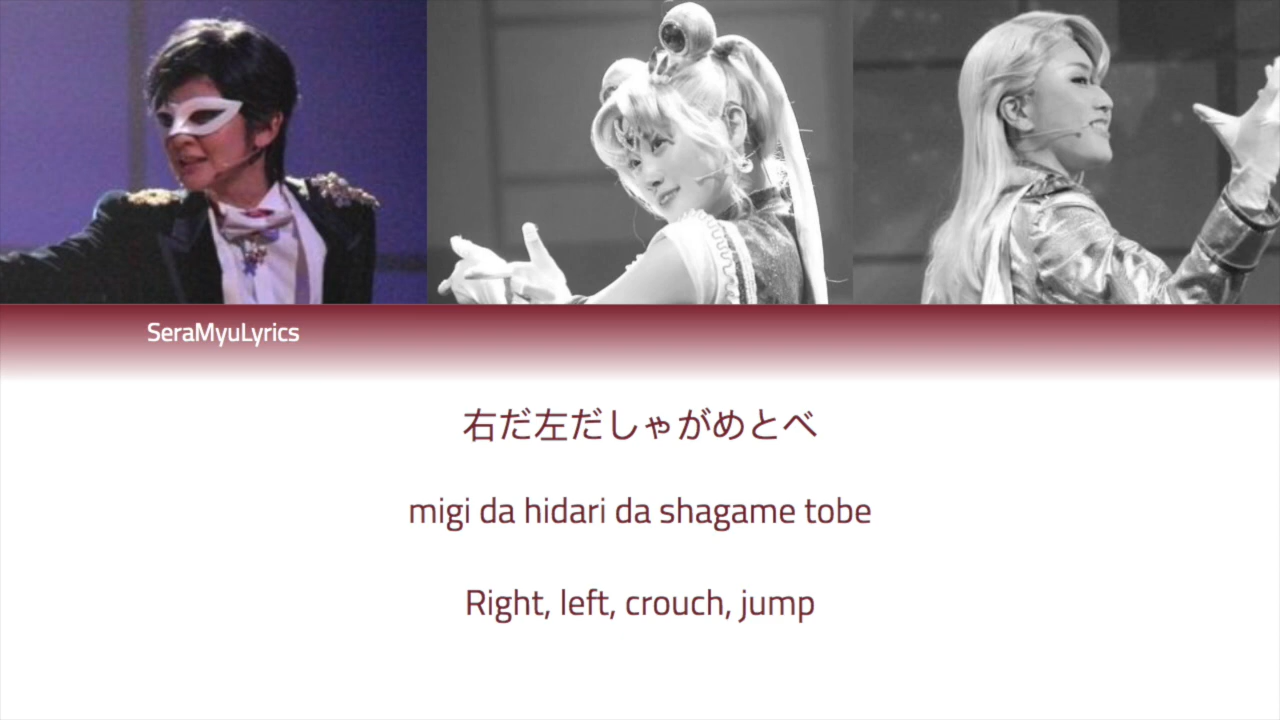 SeraMyuLyrics
右だ左だしゃがめとべ
migi da hidari da shagame tobe
Right, left, crouch, jump